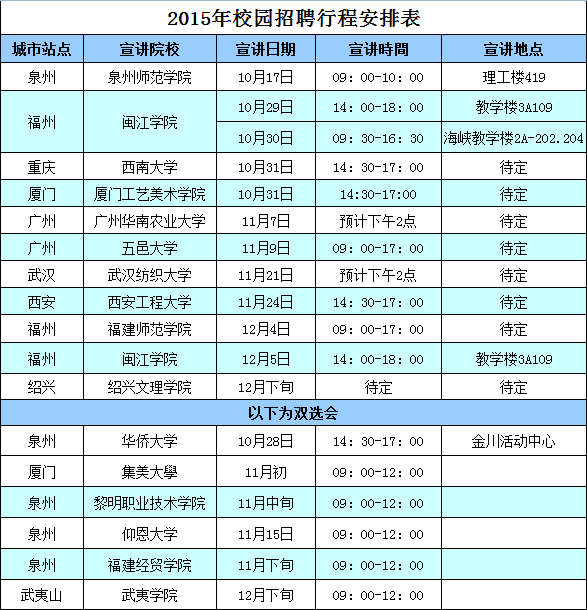 2015年校园招聘行程安排表
城市站点 宣讲院校 宣讲日期 宣讲時間 宣讲地点
泉州 泉州师范学院 10月17日 09：00-10：00 理工楼419
福州 闽江学院 10月29日 14：00-18：00 教学楼3A109
10月30日 09：30-16：30 海峡教学楼2A-202.204
重庆 西南大学 10月31日 14：30-17：00 待定
厦门 厦门工艺美术学院 10月31日 14:30-17:00 待定
广州 广州华南农业大学 11月7日 预计下午2点 待定
广州 五邑大学 11月9日 09：00-17：00 待定
武汉 武汉纺织大学 11月21日 预计下午2点 待定
西安 西安工程大学 11月24日 14：30-17：00 待定
福州 福建师范学院 12月4日 09：00-17：00 待定
福州 闽江学院 12月5日 14：00-18：00 教学楼3A109
绍兴 绍兴文理学院 12月下旬 待定 待定
以下为双选会
泉州 华侨大学 10月28日 14：30-17：00 金川活动中心
厦门 集美大學 11月初 09：00-12：00
泉州 黎明职业技术学院 11月中旬 09：00-12：00
泉州 仰恩大学 11月15日 09：00-12：00
泉州 福建经贸学院 11月下旬 09：00-12：00
武夷山 武夷学院 12月下旬 09：00-12：00